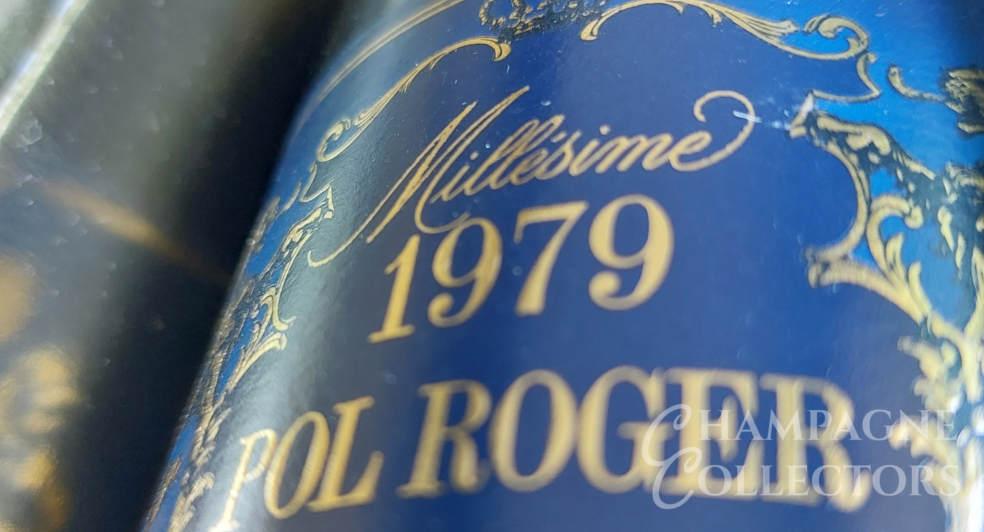 Millésime
1979
POL ROGER
CHAMPAGNE
COLLECTORS